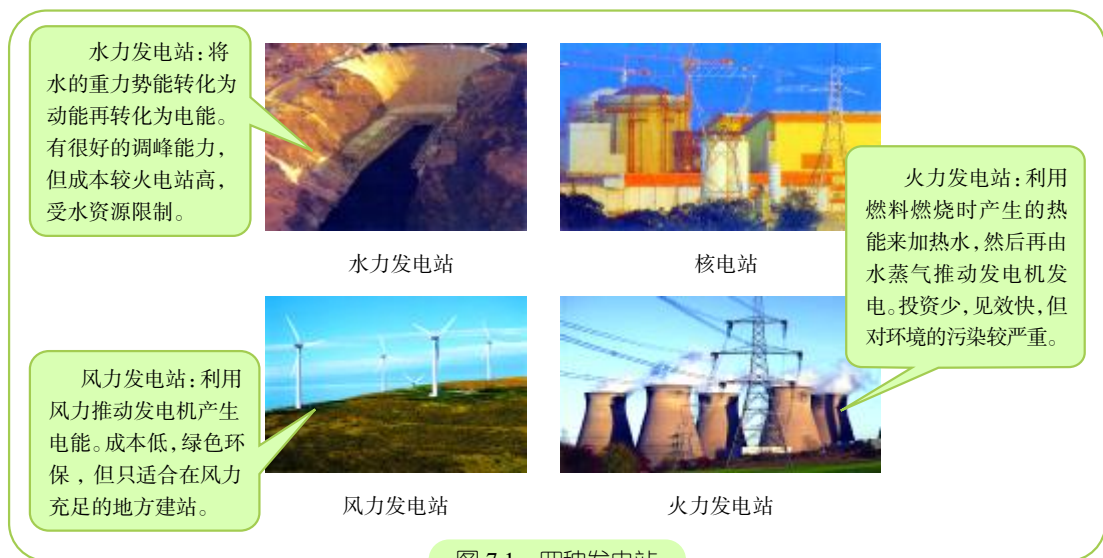 水力发电站:将
水的重力势能转化为
动能再转化为电能。
有很好的调峰能力，
但成本较火电站高，
受水资源限制。
水力发电站
核电站
火力发电站:利用
燃料燃烧时产生的热
能来加热水,然后再由
水蒸气推动发电机发
电。投资少,见效快,但
对环境的污染较严重。
风力发电站:利用
风力推动发电机产生
电能。成本低,绿色环
保，但只适合在风力
充足的地方建站。
风力发电站
火力发电站
图 7-1 四种发电站